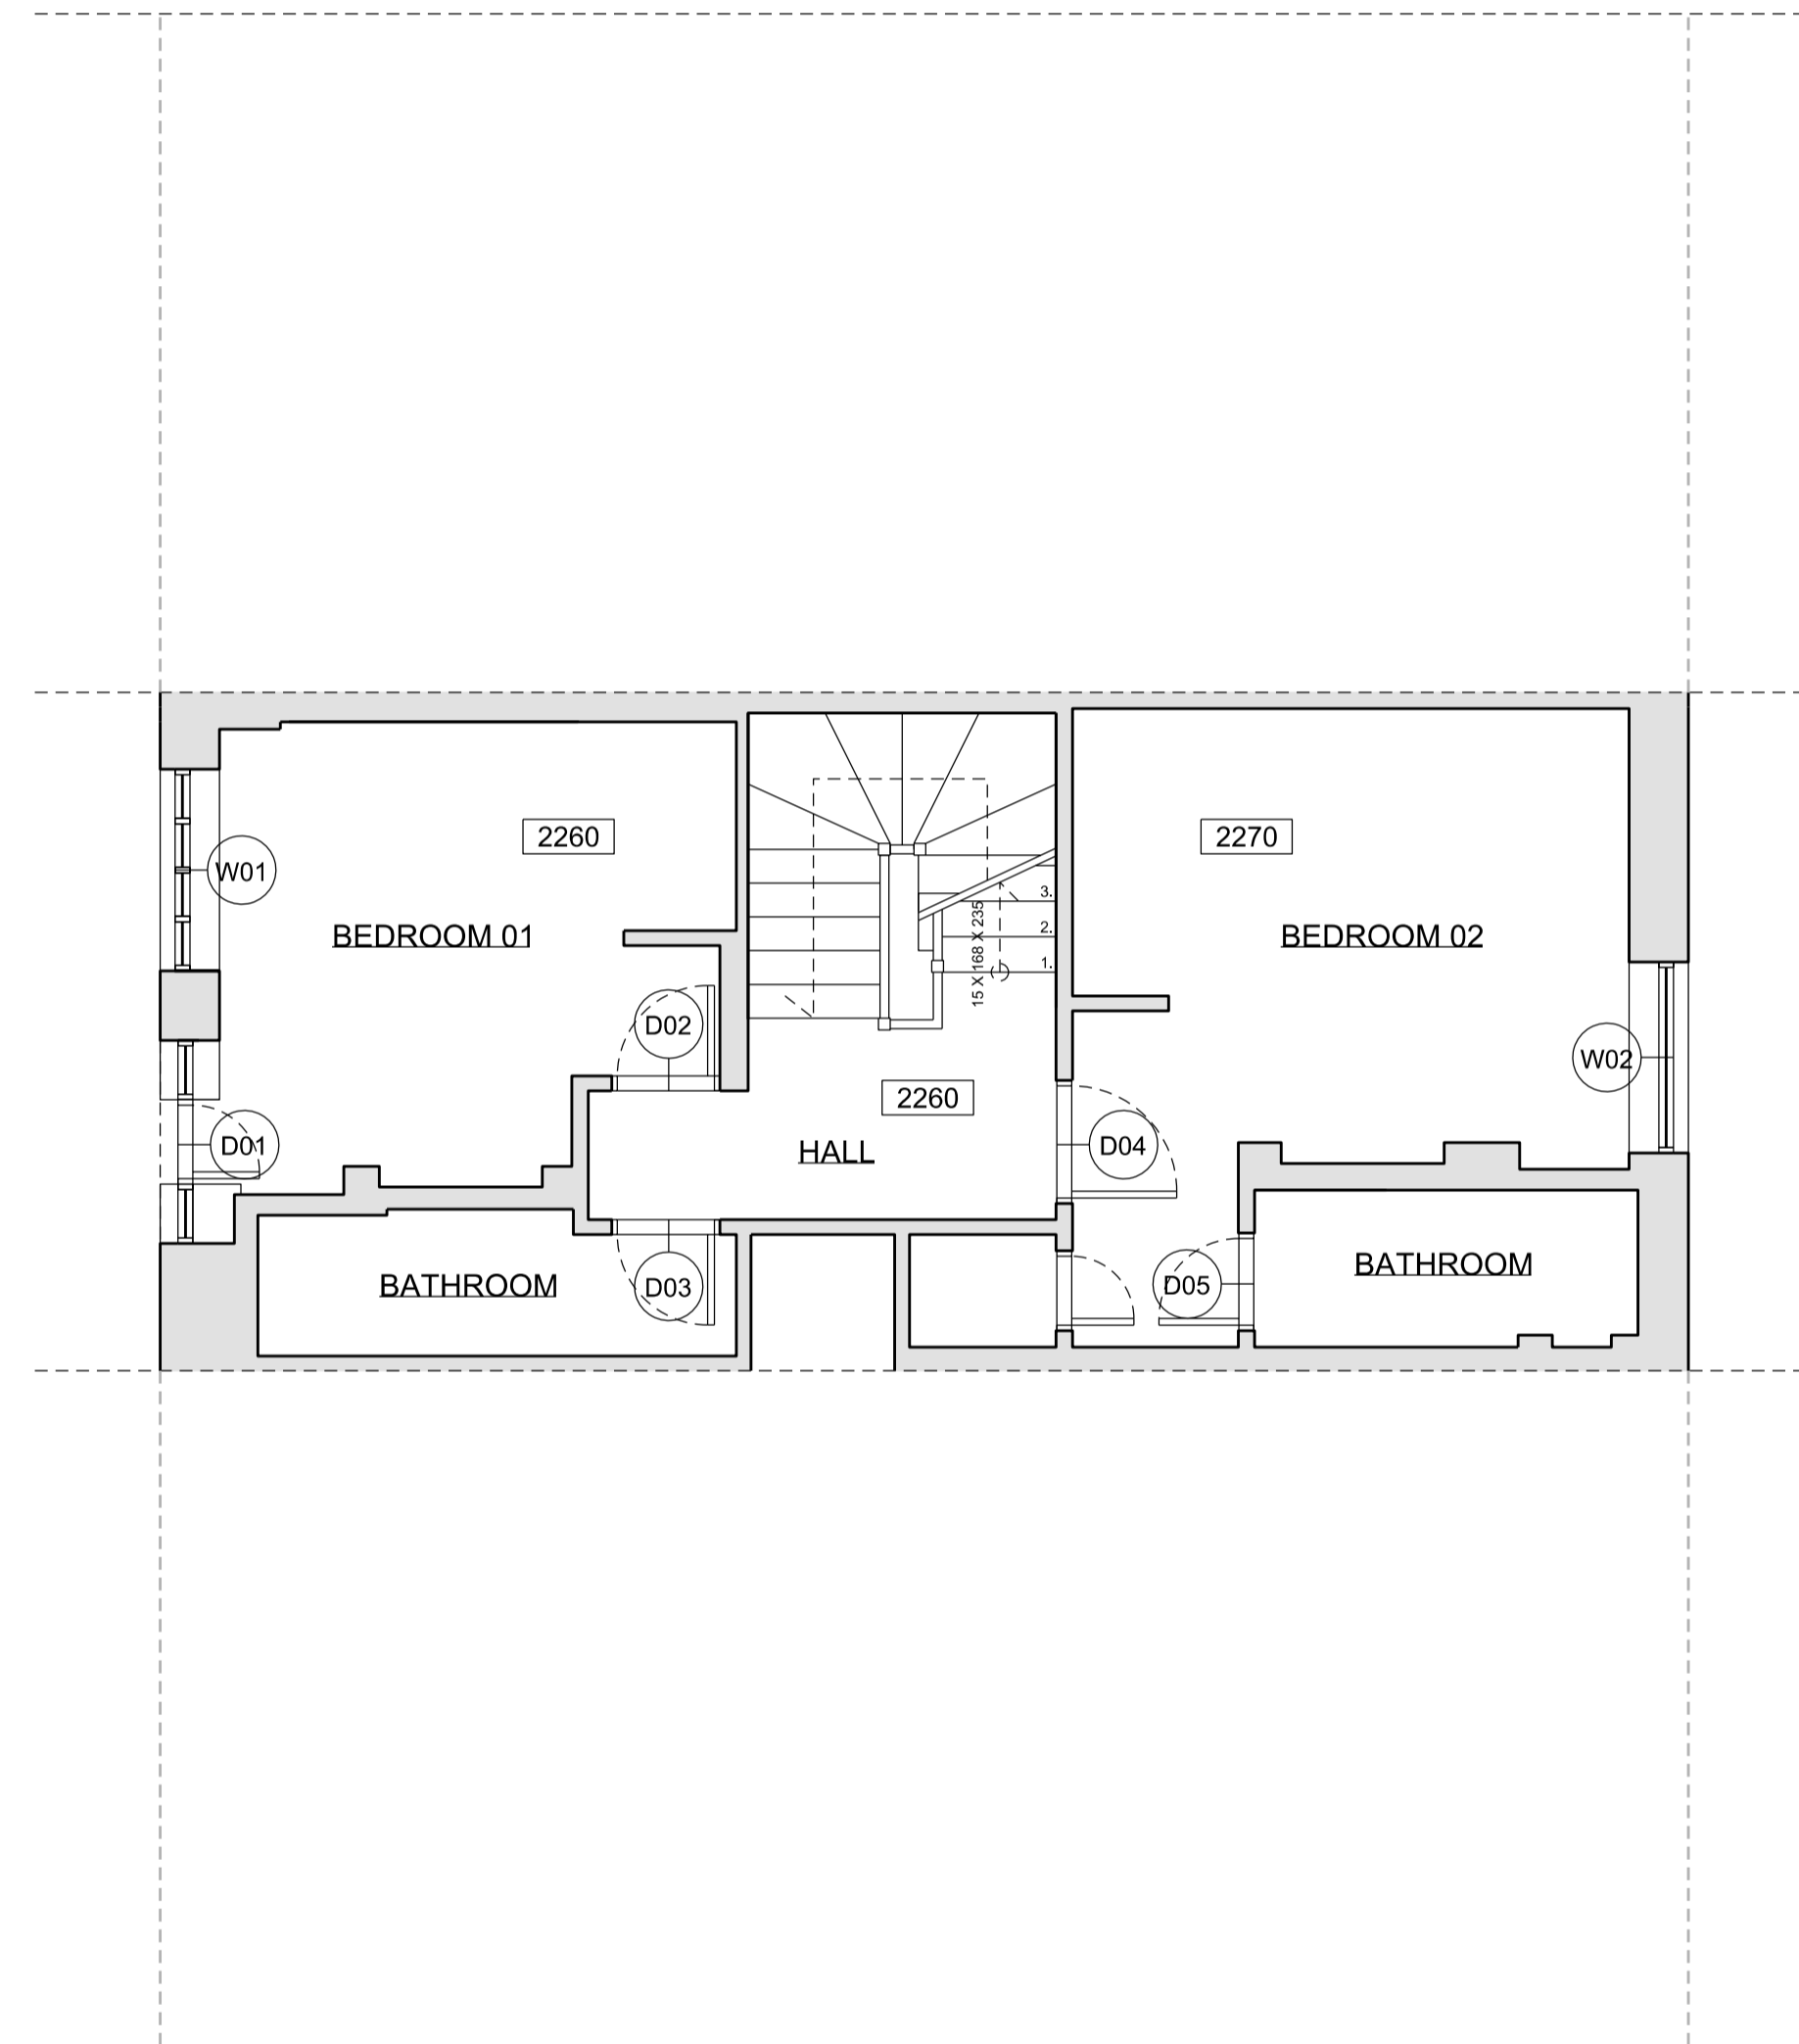 2260
2270
W01
3.
15 X 168 X 235
2.
BEDROOM 01
BEDROOM 02
1.
D02
W02
2260
D01
HALL
D04
BATHROOM
D03
D05
BATHROOM